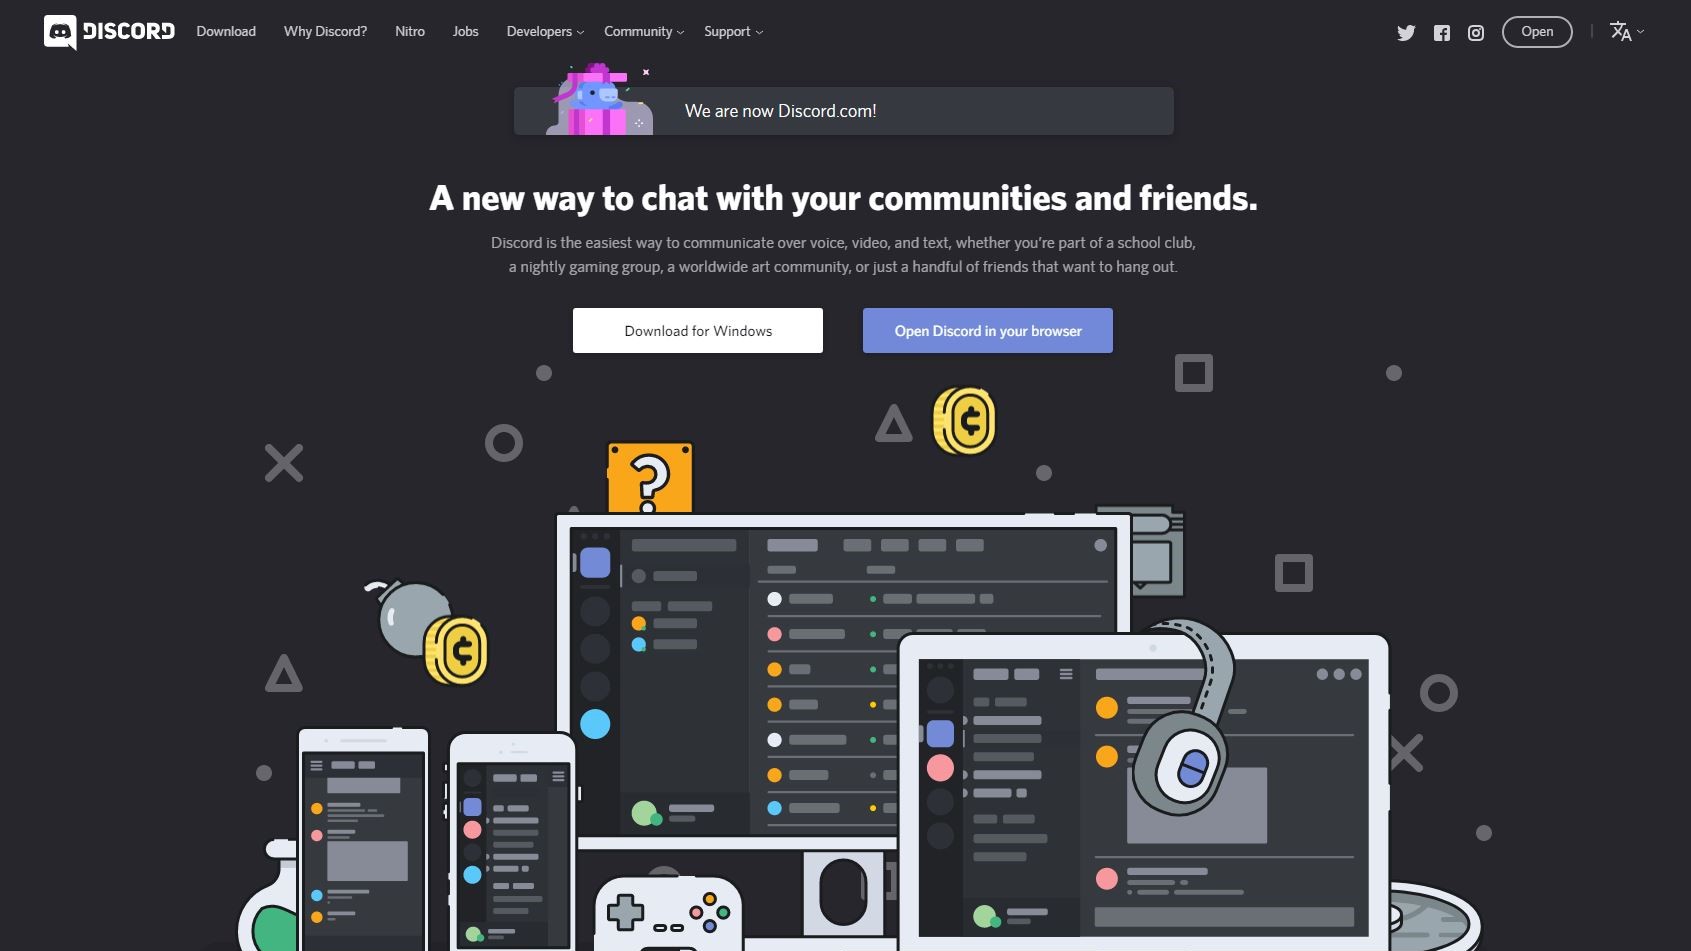 DISCORD Download Why Discord? Nitro Jobs Developers Community Support Open
We are now Discord.com!
A new way to chat with your communities and friends.
Discord is the easiest way to communicate over voice, video, and text, whether you’re part of a school club,
a nightly gaming group, a worldwide art community, or just a handful of friends that want to hang out.
Download for Windows Open Discord in your browser